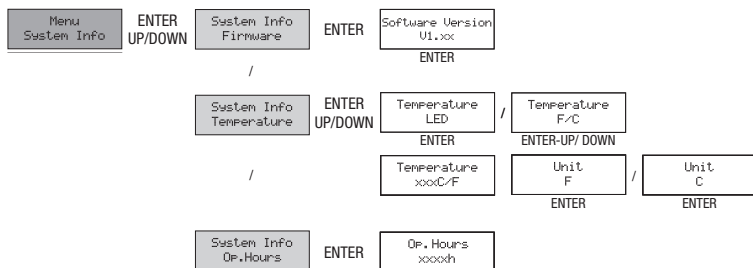 Menu
System Info
ENTER
UP/DOWN
System Info
Firmware
ENTER
Software Version
V1.xx
ENTER
/
System Info
Temperature
ENTER
UP/DOWN
Temperature
LED
ENTER
/
Temperature
F/C
ENTER-UP/ DOWN
/
Temperature
xxxC/F
Unit
F
ENTER
/
Unit
C
ENTER
System Info
Op.Hours
ENTER
Op.Hours
xxxxh